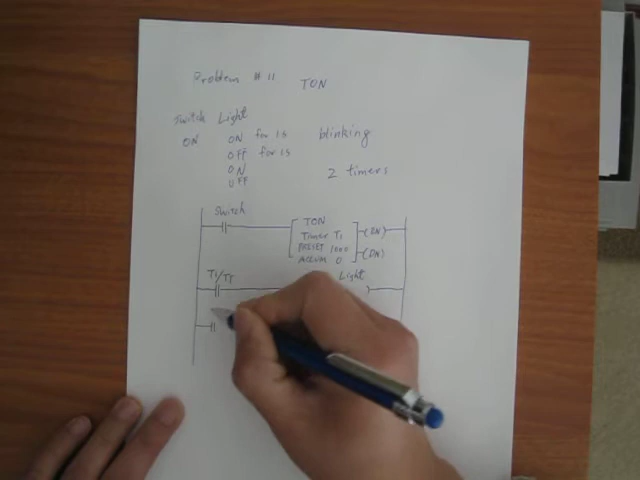 Problem # 11 TON
Switch Light
ON ON for 1s blinking
OFF for 1s
ON
OFF 2 timers
Switch
TON
Timer T1 (EN)
PRESET 1000
ACCUM 0 (DN)
T1/TT Light